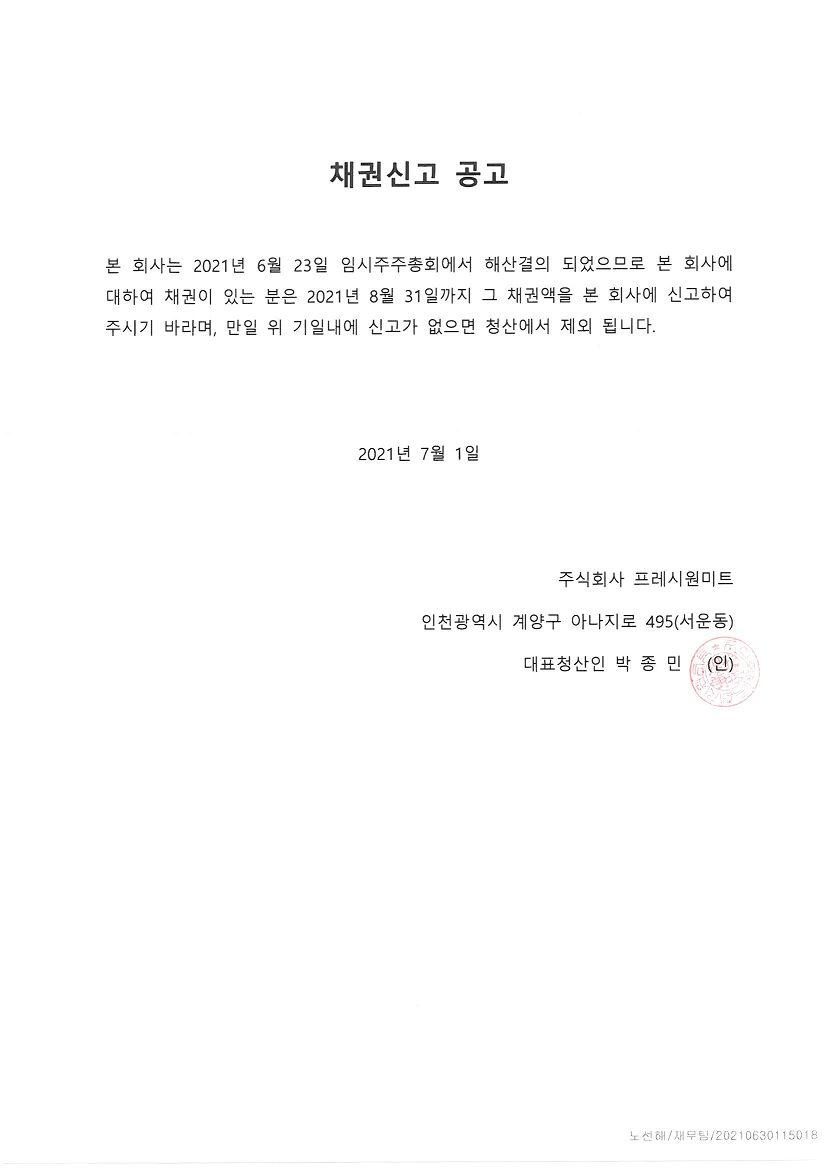 채권신고 공고
본 회사는 2021년 6월 23일 임시주주총회에서 해산결의 되었으므로 본 회사에
대하여 채권이 있는 분은 2021년 8월 31일까지 그 채권액을 본 회사에 신고하여
주시기 바라며, 만일 위 기일내에 신고가 없으면 청산에서 제외 됩니다.
2021년 7월 1일
주식회사 프레시원미트
인천광역시 계양구 아나지로 495(서운동)
대표청산인 박 종 민 (인)
노선해/재무팀/20210630115018